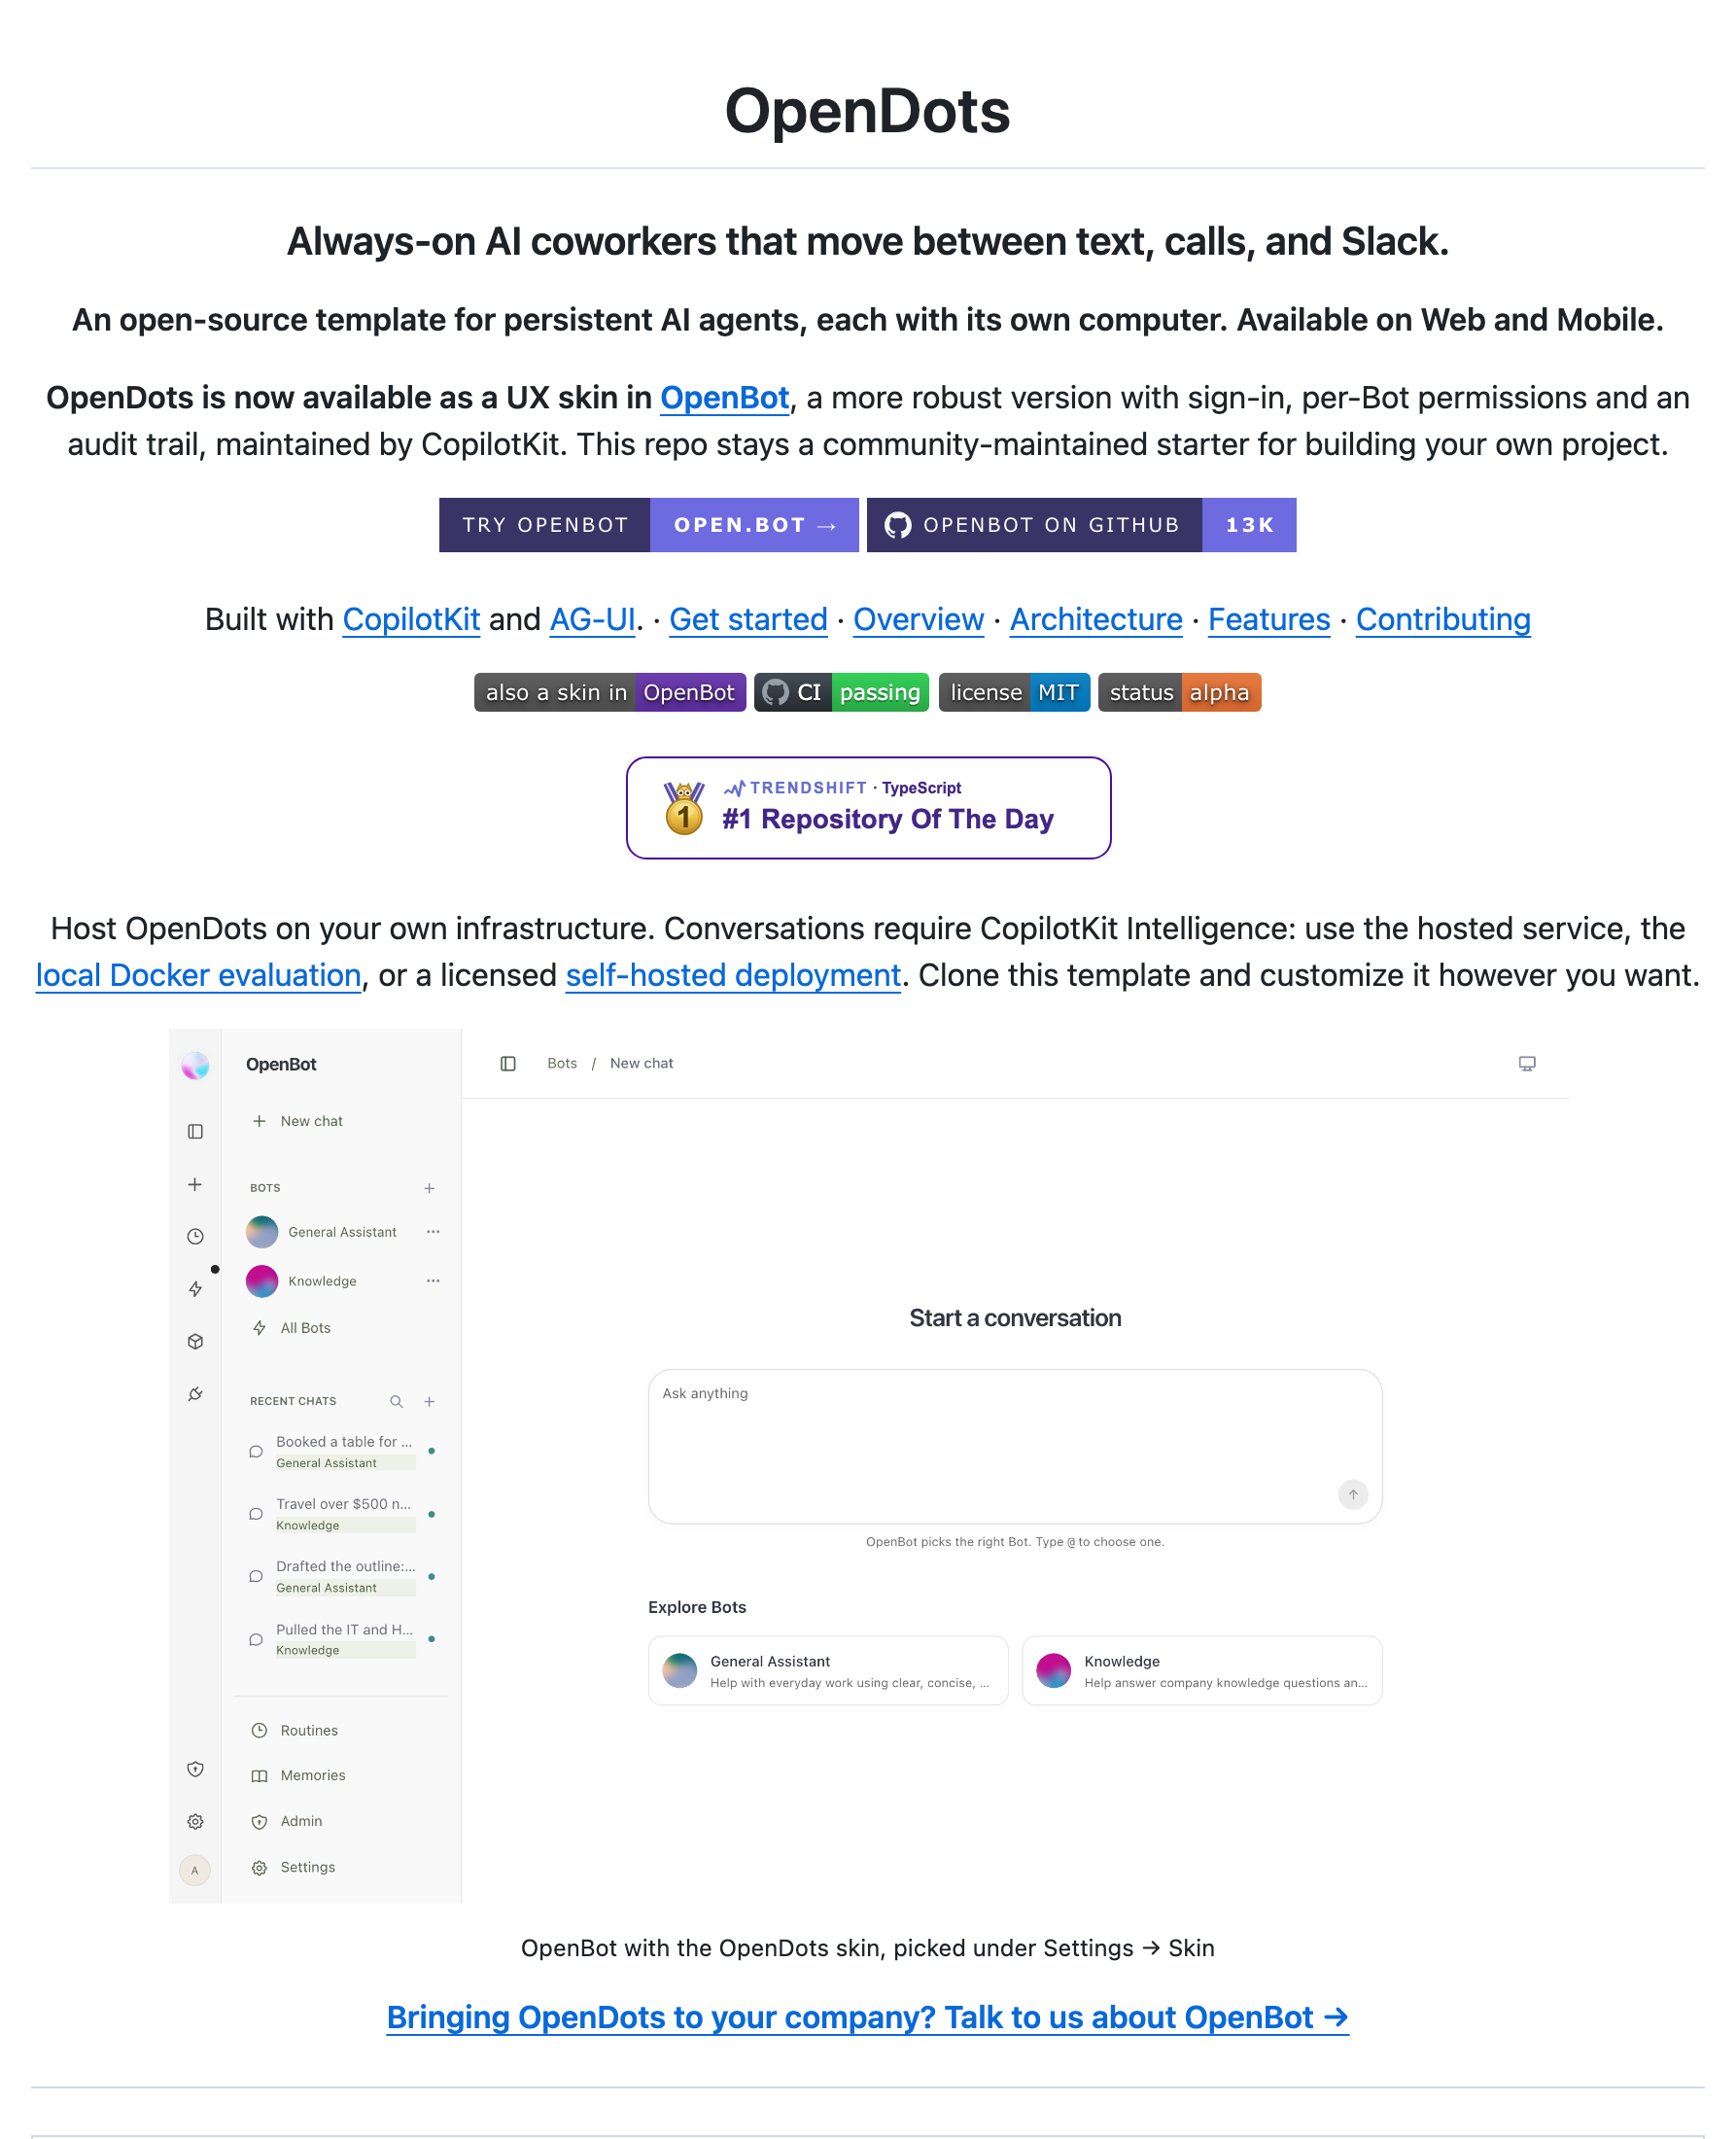 OpenDots
Always-on AI coworkers that move between text, calls, and Slack.
An open-source template for persistent AI agents, each with its own computer. Available on Web and Mobile.
OpenDots is now available as a UX skin in OpenBot, a more robust version with sign-in, per-Bot permissions and an
audit trail, maintained by CopilotKit. This repo stays a community-maintained starter for building your own project.
TRY OPENBOT OPEN.BOT → OPENBOT ON GITHUB 13K
Built with CopilotKit and AG-UI. · Get started · Overview · Architecture · Features · Contributing
also a skin in OpenBot CI passing license MIT status alpha
TRENDSHIFT · TypeScript
1
#1 Repository Of The Day
Host OpenDots on your own infrastructure. Conversations require CopilotKit Intelligence: use the hosted service, the
local Docker evaluation, or a licensed self-hosted deployment. Clone this template and customize it however you want.
OpenBot
Bots / New chat
New chat
BOTS
General Assistant
Knowledge
All Bots
RECENT CHATS
Booked a table for ...
General Assistant
Travel over $500 n...
Knowledge
Drafted the outline:...
General Assistant
Pulled the IT and H...
Knowledge
Routines
Memories
Admin
Settings
A
Start a conversation
Ask anything
OpenBot picks the right Bot. Type @ to choose one.
Explore Bots
General Assistant
Help with everyday work using clear, concise, ...
Knowledge
Help answer company knowledge questions an...
OpenBot with the OpenDots skin, picked under Settings → Skin
Bringing OpenDots to your company? Talk to us about OpenBot →